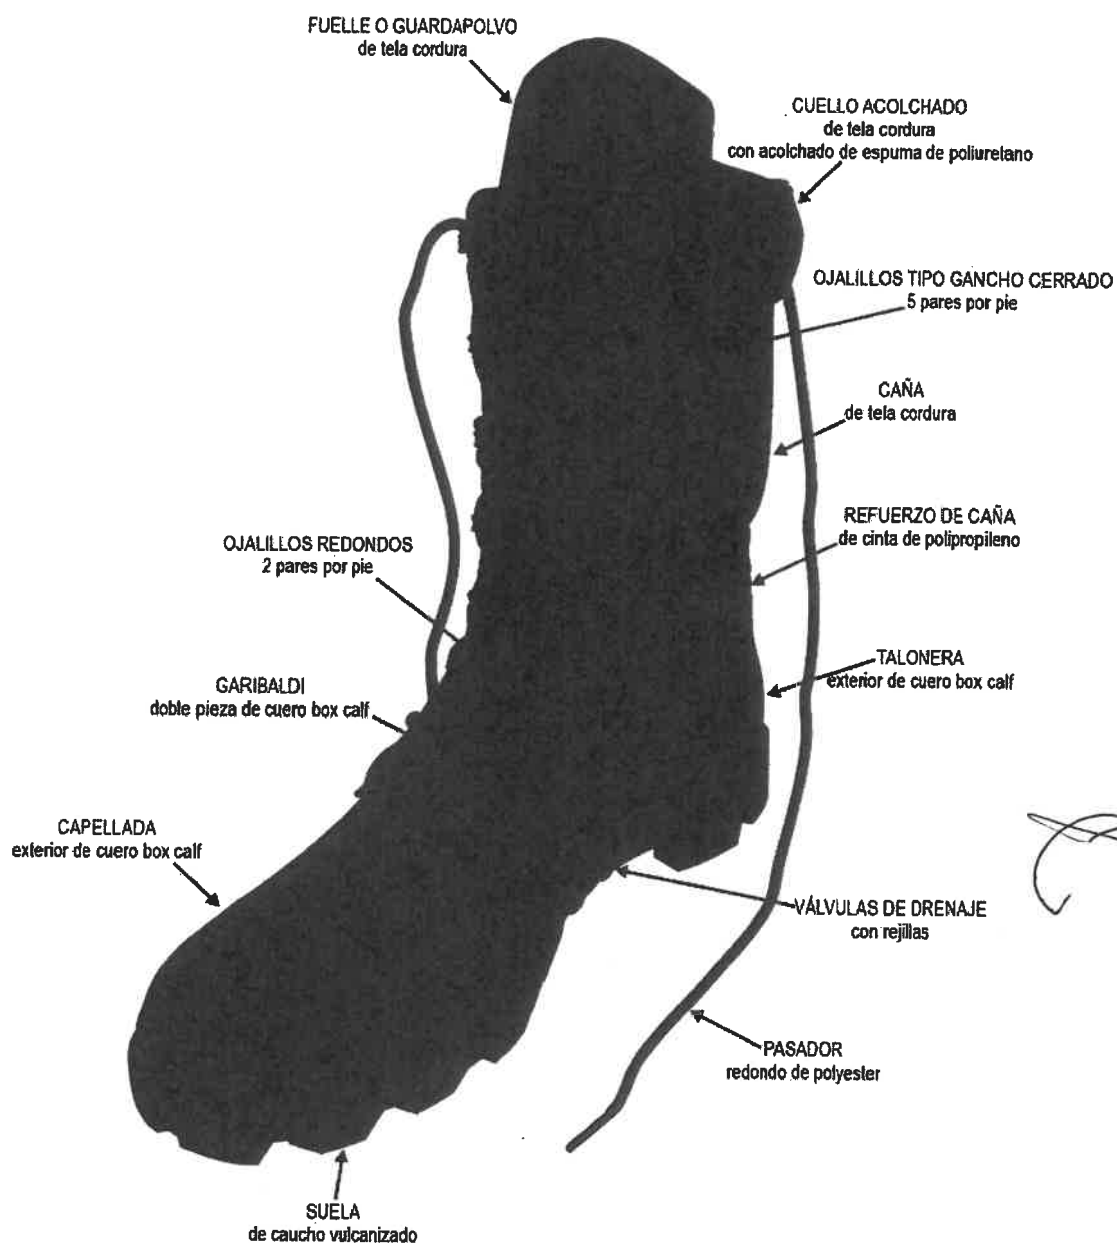 FUELLE O GUARDAPOLVO
de tela cordura
CUELLO ACOLCHADO
de tela cordura
con acolchado de espuma de poliuretano
OJALILLOS TIPO GANCHO CERRADO
5 pares por pie
CAÑA
de tela cordura
REFUERZO DE CAÑA
de cinta de polipropileno
OJALILLOS REDONDOS
2 pares por pie
TALONERA
exterior de cuero box calf
GARIBALDI
doble pieza de cuero box calf
CAPELLADA
exterior de cuero box calf
VÁLVULAS DE DRENAJE
con rejillas
PASADOR
redondo de polyester
SUELA
de caucho vulcanizado